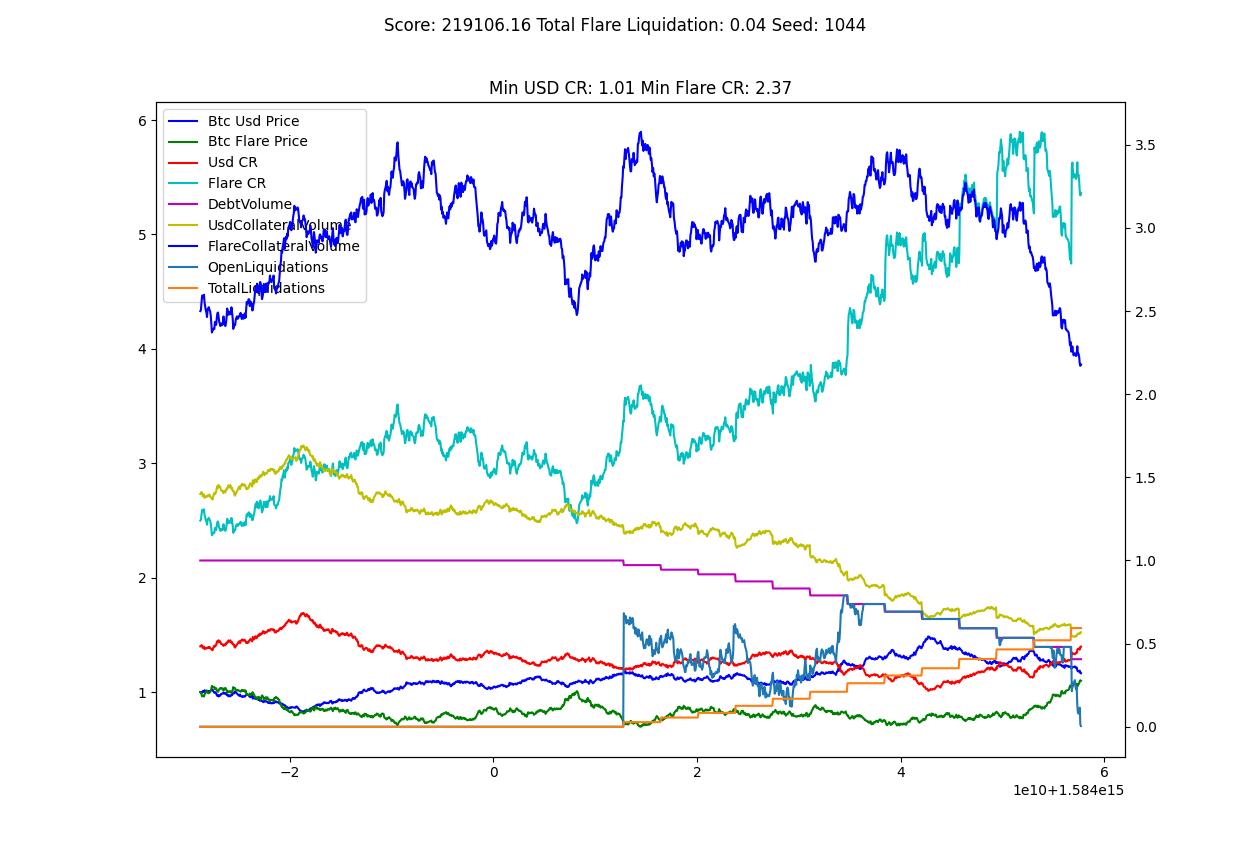 Score: 219106.16 Total Flare Liquidation: 0.04 Seed: 1044
Min USD CR: 1.01 Min Flare CR: 2.37
Btc Usd Price
Btc Flare Price
Usd CR
Flare CR
DebtVolume
UsdCollateralVolume
FlareCollateralVolume
OpenLiquidations
TotalLiquidations
6
5
4
3
2
1
3.5
3.0
2.5
2.0
1.5
1.0
0.5
0.0
−2 0 2 4 6
1e10+1.584e15